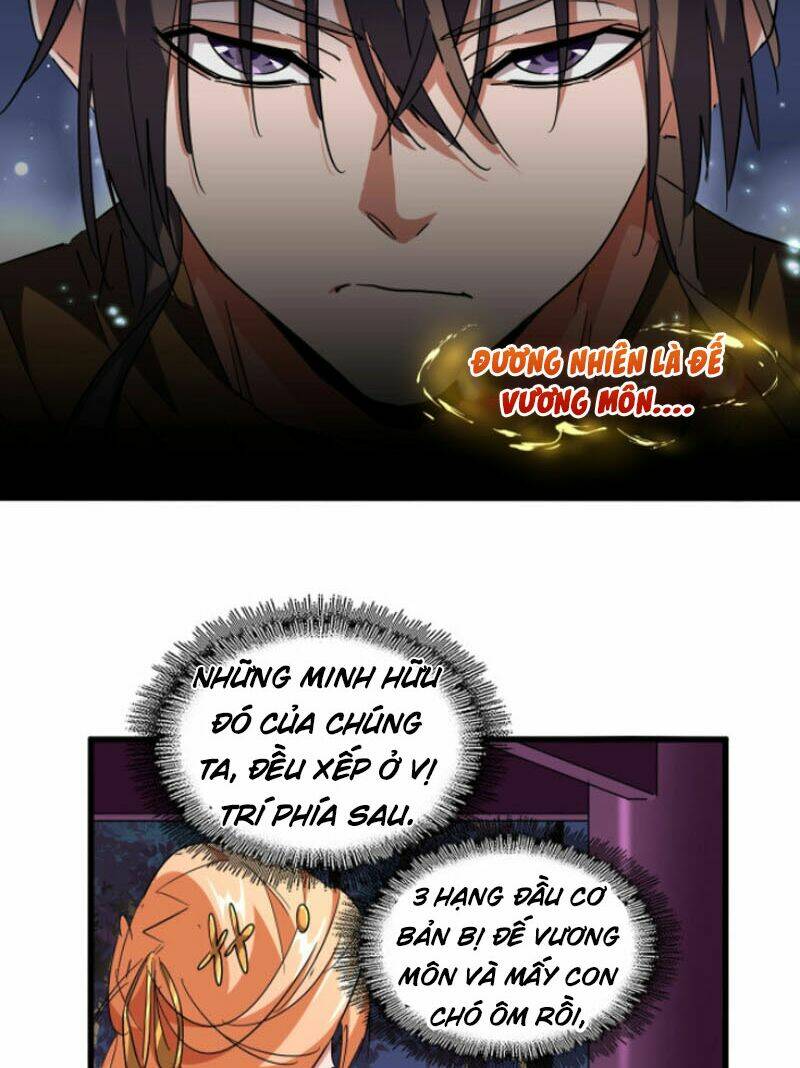 ĐƯƠNG NHIÊN LÀ ĐẾ
VƯƠNG MÔN....
NHỮNG MINH HỮU
ĐÓ CỦA CHÚNG
TA, ĐỀU XẾP Ở VỊ
TRÍ PHÍA SAU.
3 HẠNG ĐẦU CƠ
BẢN BỊ ĐẾ VƯƠNG
MÔN VÀ MẤY CON
CHÓ ÔM RỒI,